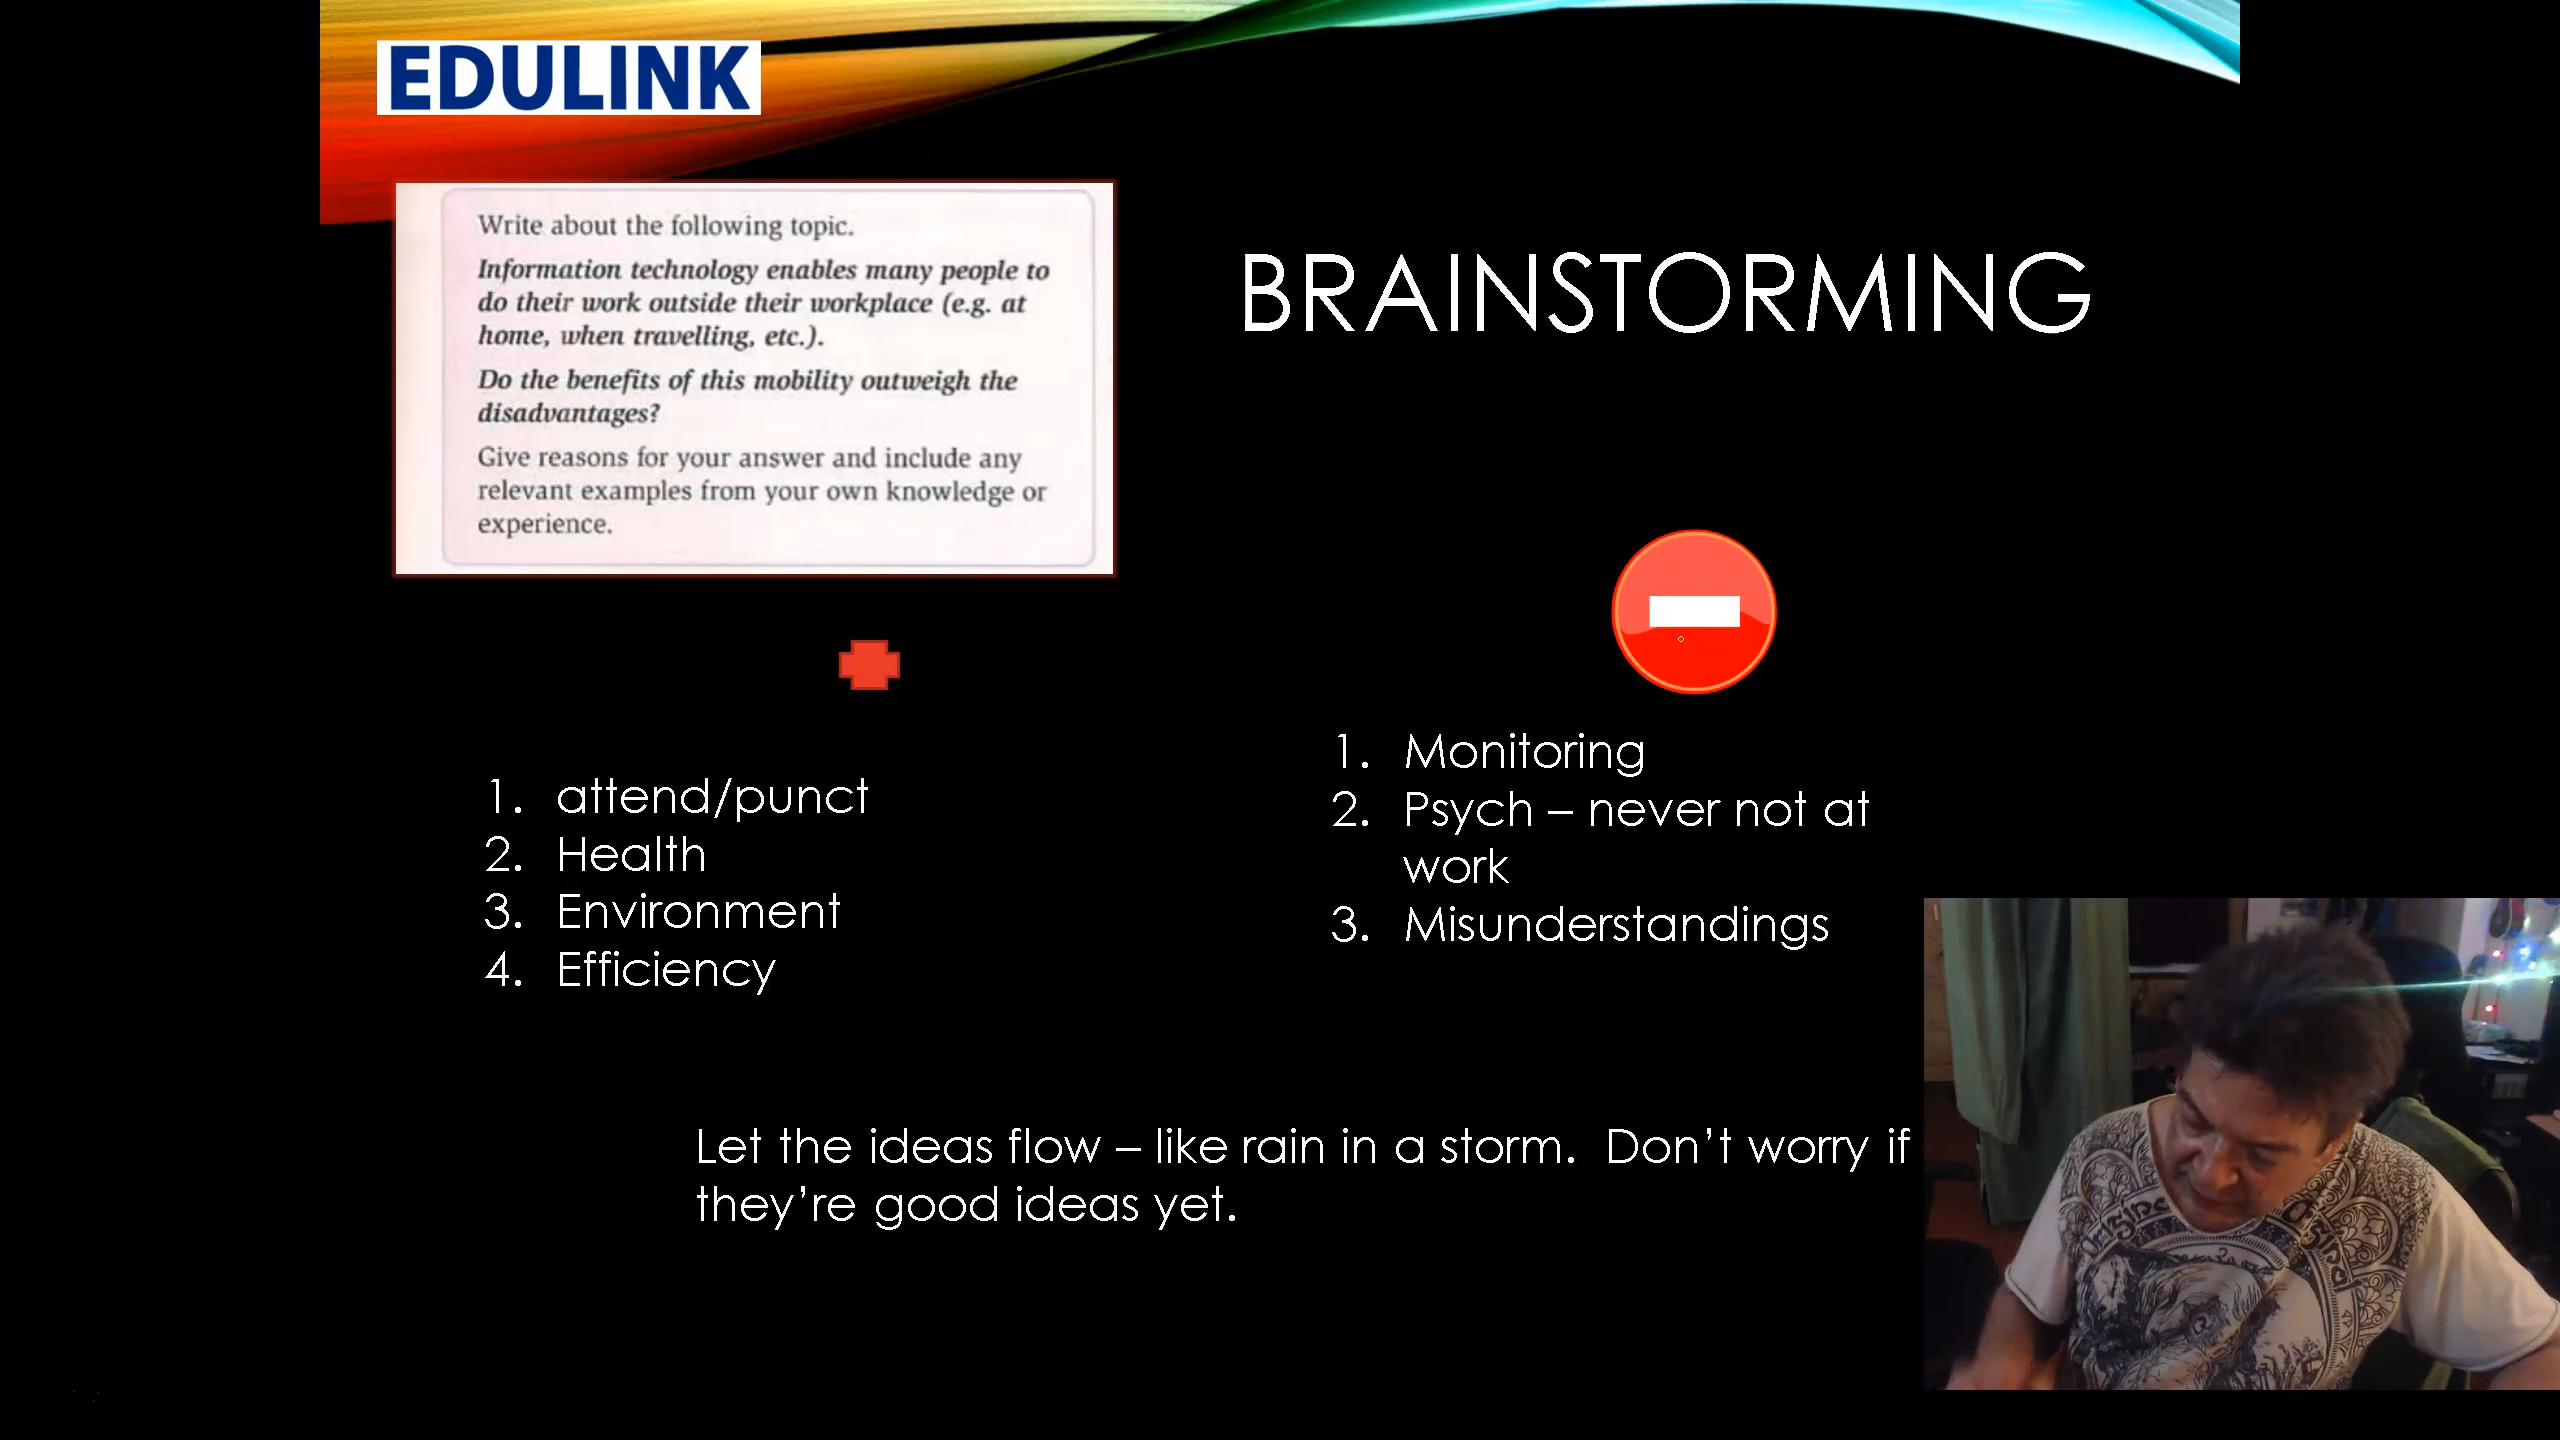 EDULINK
Write about the following topic.
Information technology enables many people to
do their work outside their workplace (e.g. at
home, when travelling, etc.).
Do the benefits of this mobility outweigh the
disadvantages?
Give reasons for your answer and include any
relevant examples from your own knowledge or
experience.
BRAINSTORMING
1. attend/punct
2. Health
3. Environment
4. Efficiency
1. Monitoring
2. Psych – never not at
work
3. Misunderstandings
Let the ideas flow – like rain in a storm.  Don’t worry if
they’re good ideas yet.